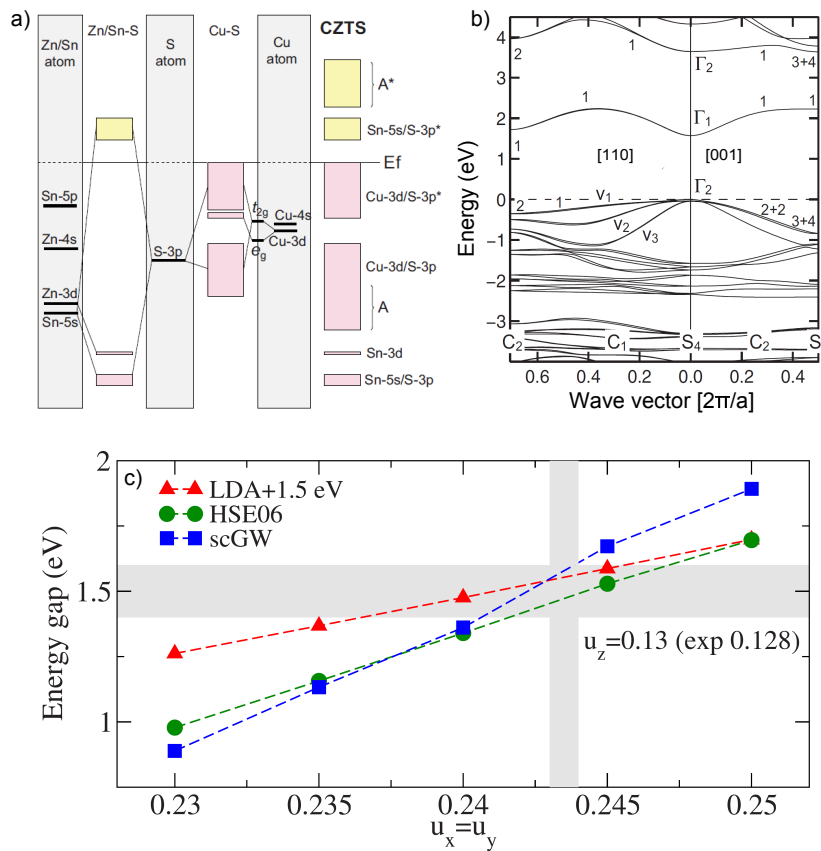 a)
Zn/Sn
atom
Zn/Sn-S
S
atom
Cu-S
Cu
atom
CZTS
A*
Sn-5s/S-3p*
Ef
Sn-5p
Zn-4s
Zn-3d
Sn-5s
S-3p
t2g
eg
Cu-4s
Cu-3d
Cu-3d/S-3p*
Cu-3d/S-3p
A
Sn-3d
Sn-5s/S-3p
b)
Energy (eV)
4
3
2
1
0
−1
−2
−3
2
1
Γ2
1
3+4
1
Γ1
1
1
1
[110]
[001]
Γ2
2
1
v1
v2
v3
2+2
3+4
C2
C1
S4
C2
S
0.6
0.4
0.2
0.0
0.2
0.4
Wave vector [2π/a]
c)
LDA+1.5 eV
HSE06
scGW
Energy gap (eV)
2
1.5
1
uz=0.13 (exp 0.128)
0.23
0.235
0.24
0.245
0.25
ux=uy